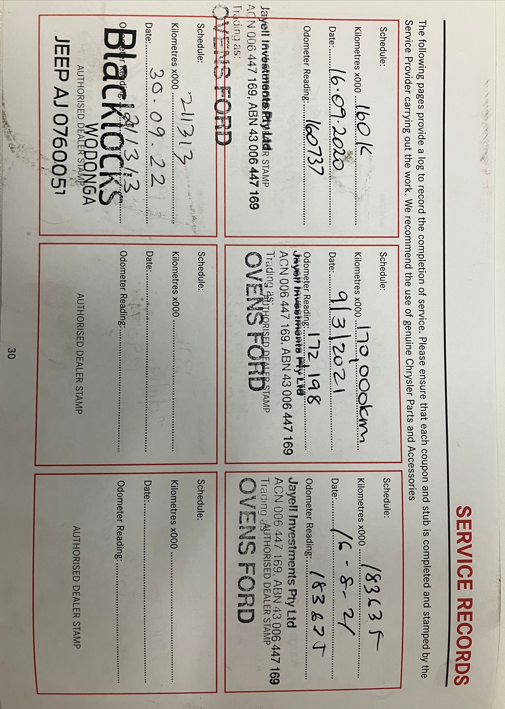 SERVICE RECORDS
The following pages provide a log to record the completion of service. Please ensure that each coupon and stub is completed and stamped by the
Service Provider carrying out the work. We recommend the use of genuine Chrysler Parts and Accessories
Schedule:
Kilometres x000 160K
Date: 16.09.2020
Odometer Reading: 160737
Jayell Investments Pty Ltd
ACN 006 447 169, ABN 43 006 447 169
Trading as:
OVENS FORD
Schedule:
Kilometres x000 170,000km
Date: 9/3/2021
Odometer Reading: 172,198
Jayell Investments Pty Ltd
ACN 006 447 169, ABN 43 006 447 169
Trading as:
AUTHORISED DEALER STAMP
OVENS FORD
Schedule:
Kilometres x000 183635
Date: 16-8-21
Odometer Reading: 183635
Jayell Investments Pty Ltd
ACN 006 447 169, ABN 43 006 447 169
Trading as:
AUTHORISED DEALER STAMP
OVENS FORD
Schedule:
Kilometres x000 211313
Date: 30.09.22
Odometer Reading:
Blacklocks
WODONGA
AUTHORISED DEALER STAMP
JEEP AJ 076005
Schedule:
Kilometres x000
Date:
Odometer Reading:
AUTHORISED DEALER STAMP
Schedule:
Kilometres x000
Date:
Odometer Reading:
AUTHORISED DEALER STAMP
30